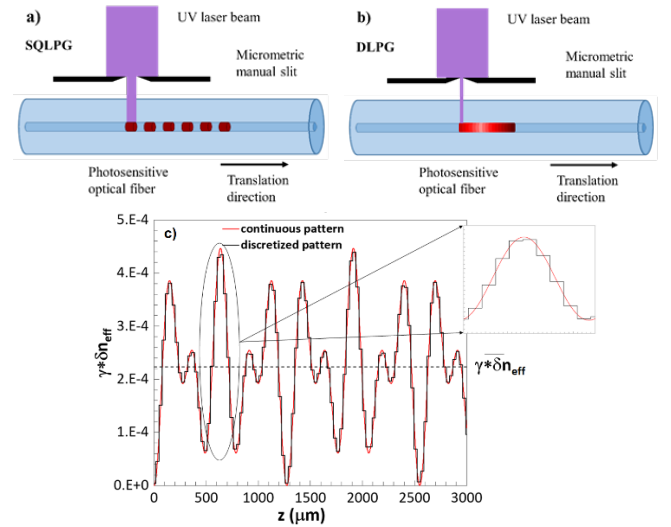 a)
UV laser beam
SQLPG
Micrometric
manual slit
Photosensitive
optical fiber
Translation
direction
b)
UV laser beam
DLPG
Micrometric
manual slit
Photosensitive
optical fiber
Translation
direction
5.E-4
c)
continuous pattern
discretized pattern
4.E-4
3.E-4
2.E-4
1.E-4
0.E+0
γ*δn_eff
γ*δ̅n_eff
0
500
1000
1500
2000
2500
3000
z (μm)